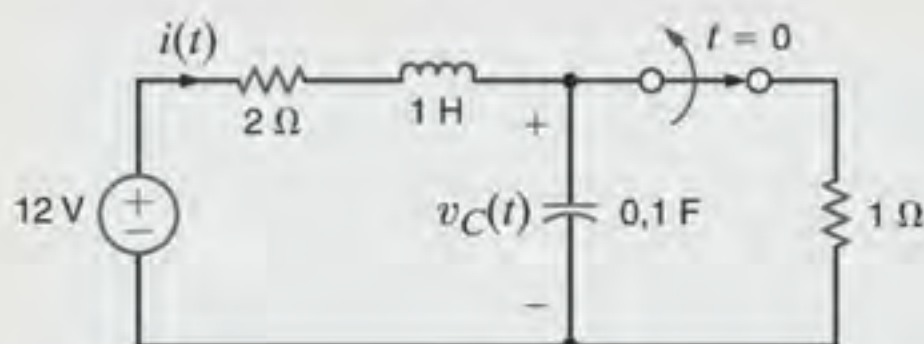 i(t)
t = 0
2 Ω
1 H
+
12 V
+
−
v_C(t)
0,1 F
1 Ω
−